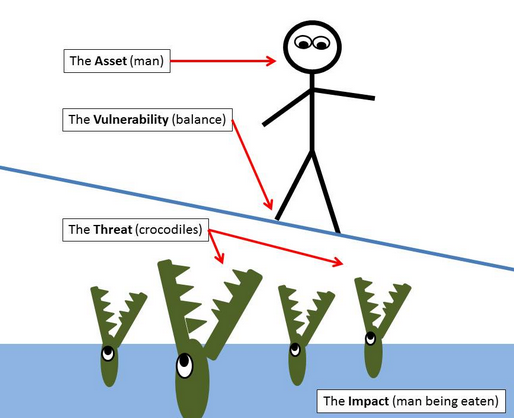 The Asset (man)
The Vulnerability (balance)
The Threat (crocodiles)
The Impact (man being eaten)